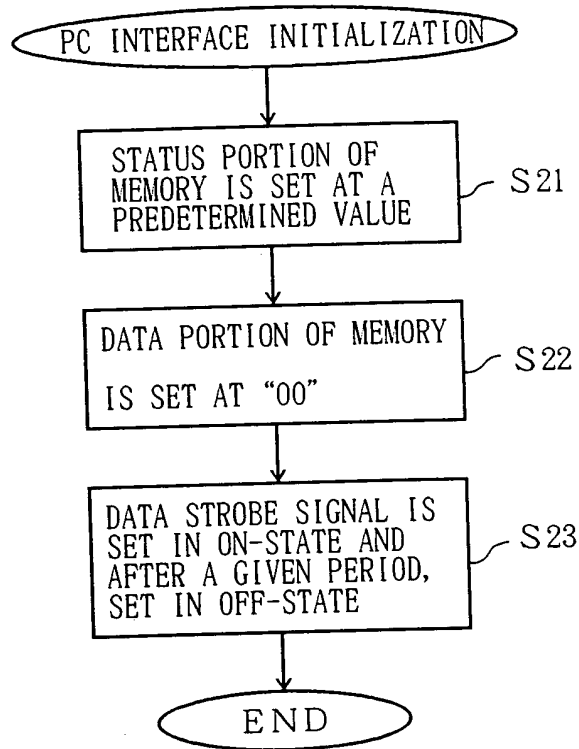 PC INTERFACE INITIALIZATION
STATUS PORTION OF
MEMORY IS SET AT A
PREDETERMINED VALUE
S21
DATA PORTION OF MEMORY
IS SET AT "00"
S22
DATA STROBE SIGNAL IS
SET IN ON-STATE AND
AFTER A GIVEN PERIOD,
SET IN OFF-STATE
S23
END